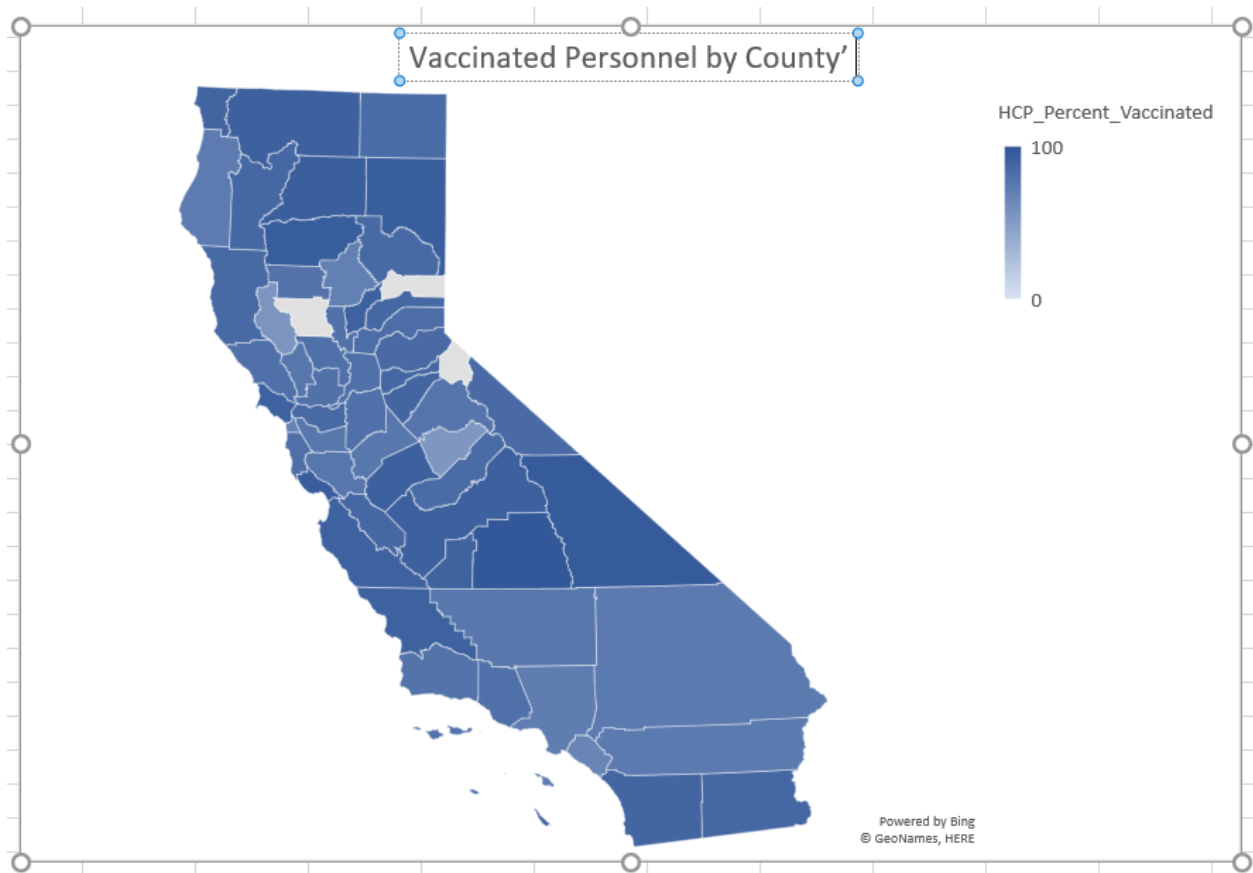 Vaccinated Personnel by County’
HCP_Percent_Vaccinated
100
0
Powered by Bing
© GeoNames, HERE